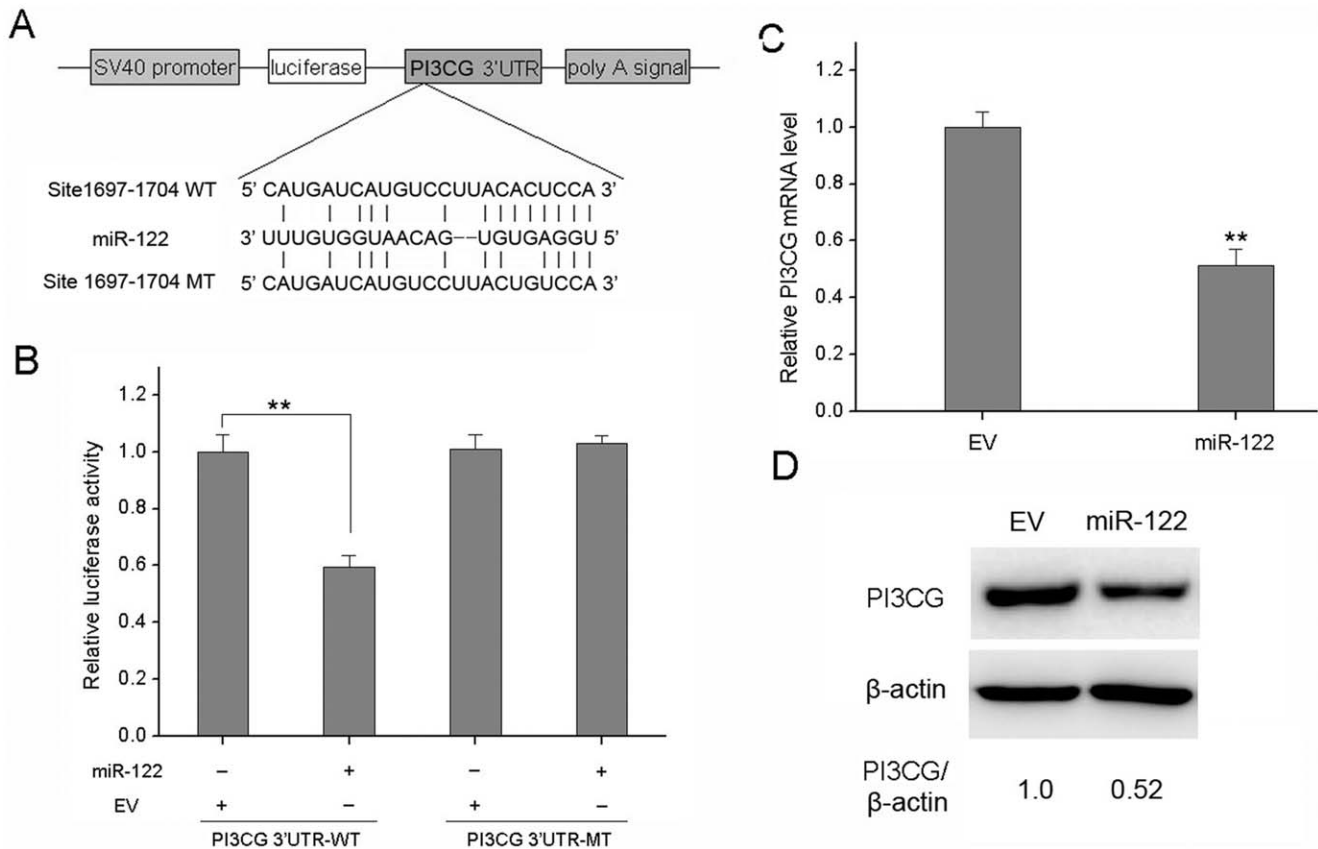 A
SV40 promoter luciferase PI3CG 3'UTR poly A signal
Site1697-1704 WT 5' CAUGAUCAUGUCCUUACACUCCA 3'
miR-122 3' UUUGUGGUAACAG––UGUGAGGU 5'
Site 1697-1704 MT 5' CAUGAUCAUGUCCUUACUGUCCA 3'
B
Relative luciferase activity
1.2
1.0
0.8
0.6
0.4
0.2
0.0
**
miR-122 – + – +
EV + – + –
PI3CG 3'UTR-WT PI3CG 3'UTR-MT
C
Relative PI3CG mRNA level
1.2
1.0
0.8
0.6
0.4
0.2
0.0
**
EV miR-122
D
EV miR-122
PI3CG
β-actin
PI3CG/
β-actin
1.0 0.52